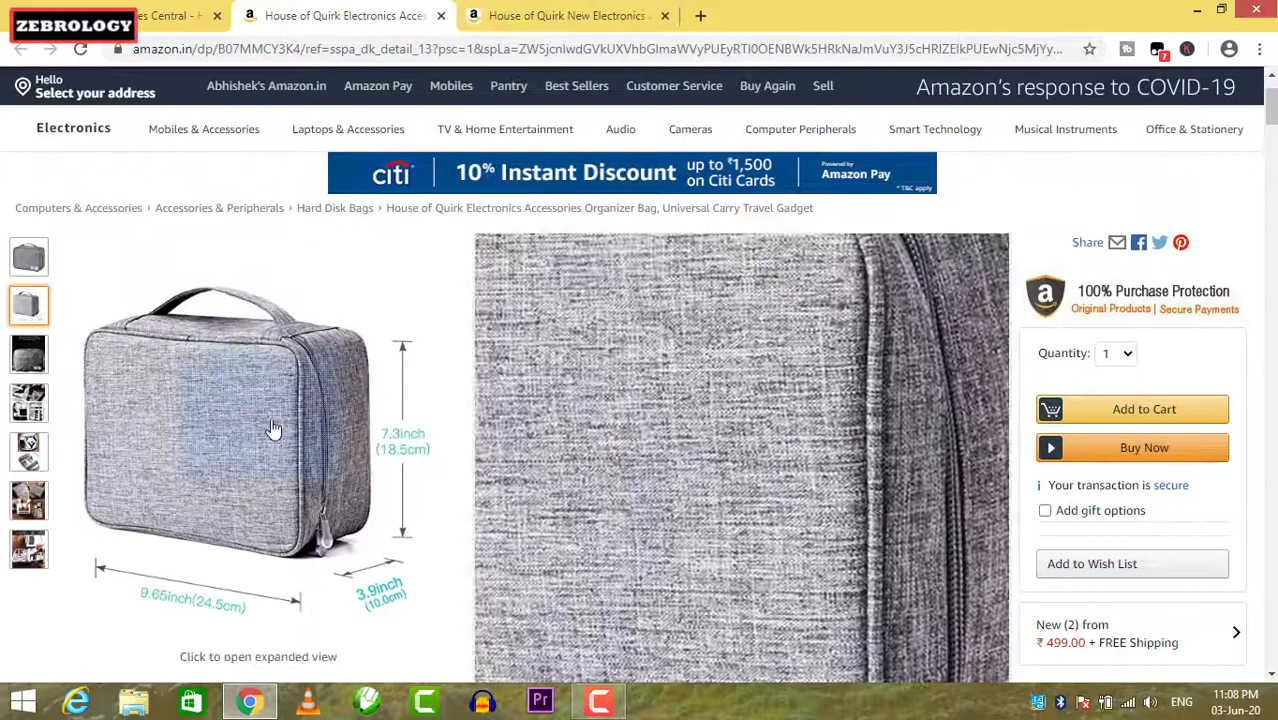 ZEBROLOGY
es Central - H
House of Quirk Electronics Acces
House of Quirk New Electronics
amazon.in/dp/B07MMCY3K4/ref=sspa_dk_detail_13?psc=1&spLa=
7
Hello
Select your address
Abhishek's Amazon.in
Amazon Pay
Mobiles
Pantry
Best Sellers
Customer Service
Buy Again
Sell
Amazon's response to COVID-19
Electronics
Mobiles & Accessories
Laptops & Accessories
TV & Home Entertainment
Audio
Cameras
Computer Peripherals
Smart Technology
Musical Instruments
Office & Stationery
citi
10% Instant Discount
up to ₹1,500
on Citi Cards
Powered by
Amazon Pay
*T&C apply
Computers & Accessories › Accessories & Peripherals › Hard Disk Bags › House of Quirk Electronics Accessories Organizer Bag, Universal Carry Travel Gadget
Share
100% Purchase Protection
Original Products | Secure Payments
Quantity: 1
Add to Cart
Buy Now
Your transaction is secure
Add gift options
Add to Wish List
New (2) from
₹ 499.00 + FREE Shipping
7.3inch
(18.5cm)
9.65inch(24.5cm)
3.9inch
(10.0cm)
Click to open expanded view
Pr
ENG
11:08 PM
03-Jun-20